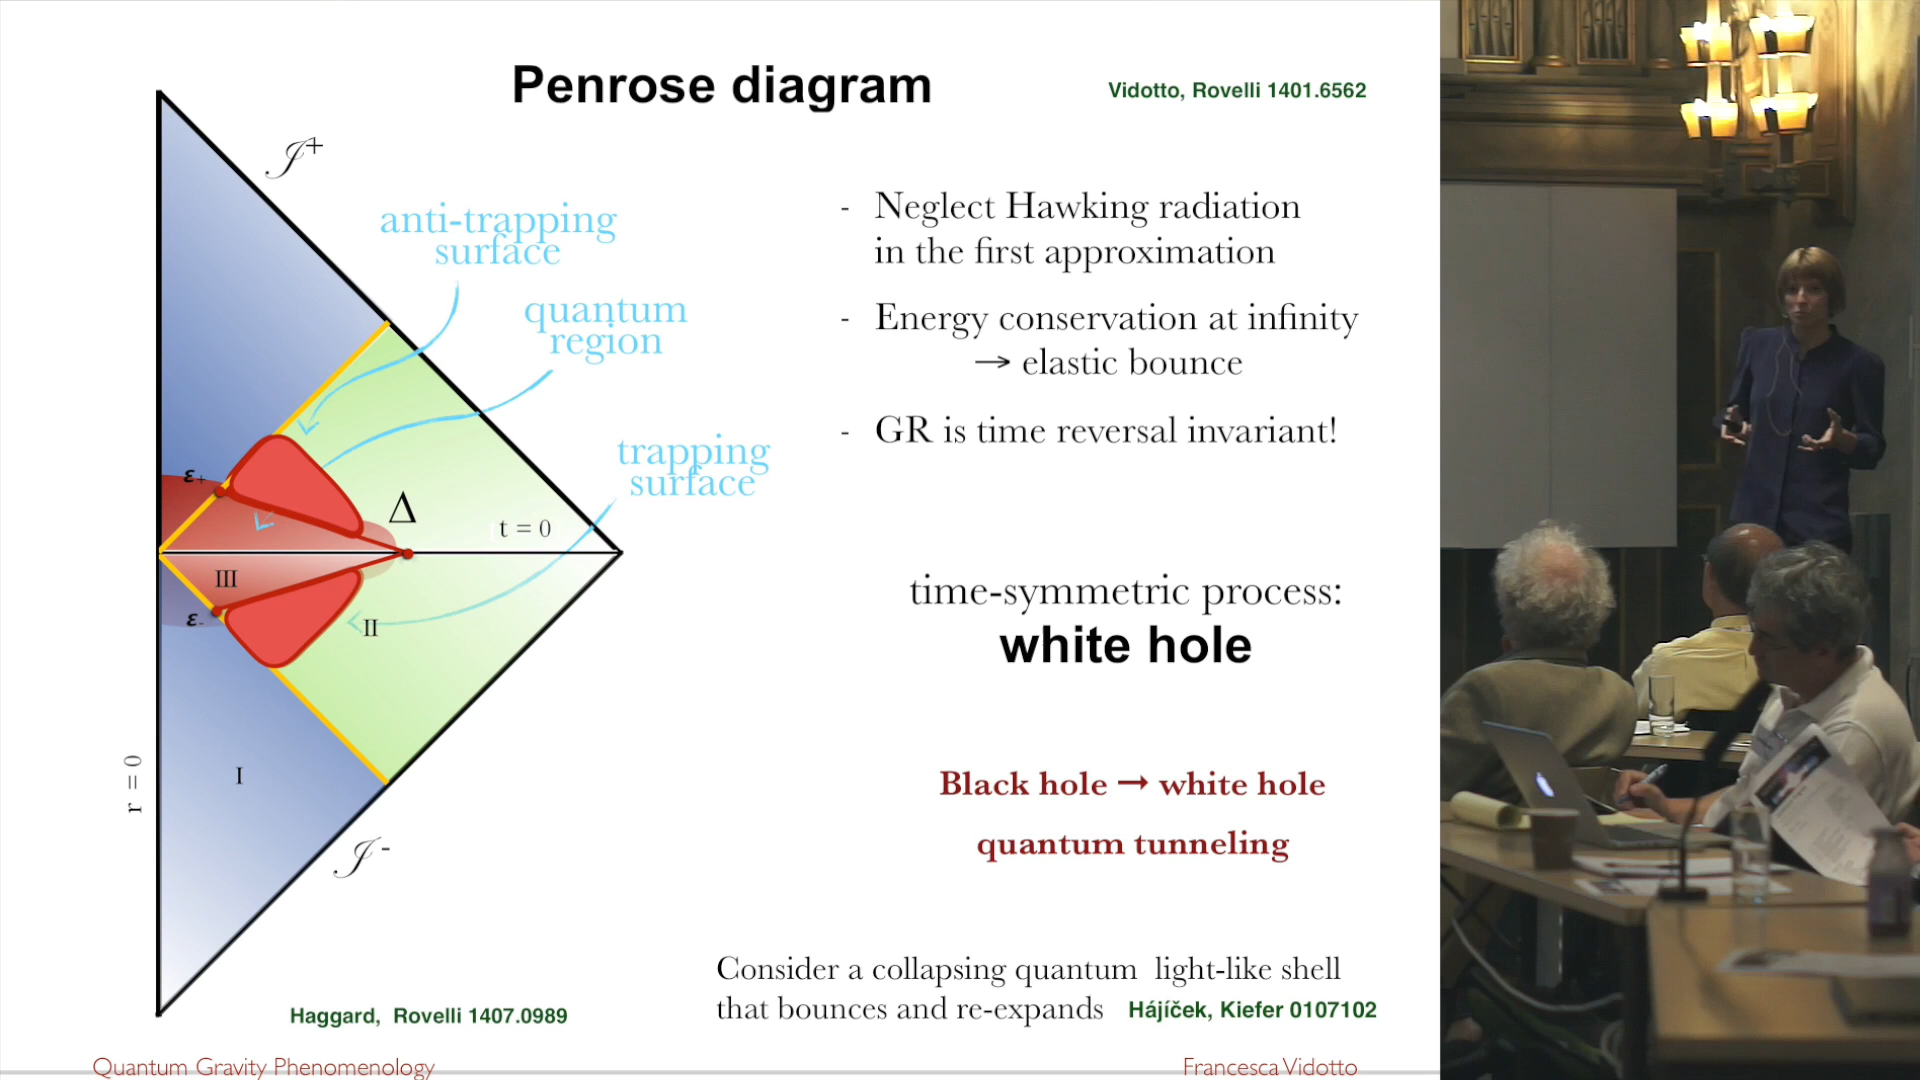 Penrose diagram
Vidotto, Rovelli 1401.6562
ℐ+
anti-trapping
surface
quantum
region
trapping
surface
ε+
Δ
t = 0
III
ε-
II
I
r = 0
ℐ-
- Neglect Hawking radiation
in the first approximation
- Energy conservation at infinity
→ elastic bounce
- GR is time reversal invariant!
time-symmetric process:
white hole
Black hole → white hole
quantum tunneling
Consider a collapsing quantum light-like shell
that bounces and re-expands Hájíček, Kiefer 0107102
Haggard, Rovelli 1407.0989
Quantum Gravity Phenomenology
Francesca Vidotto